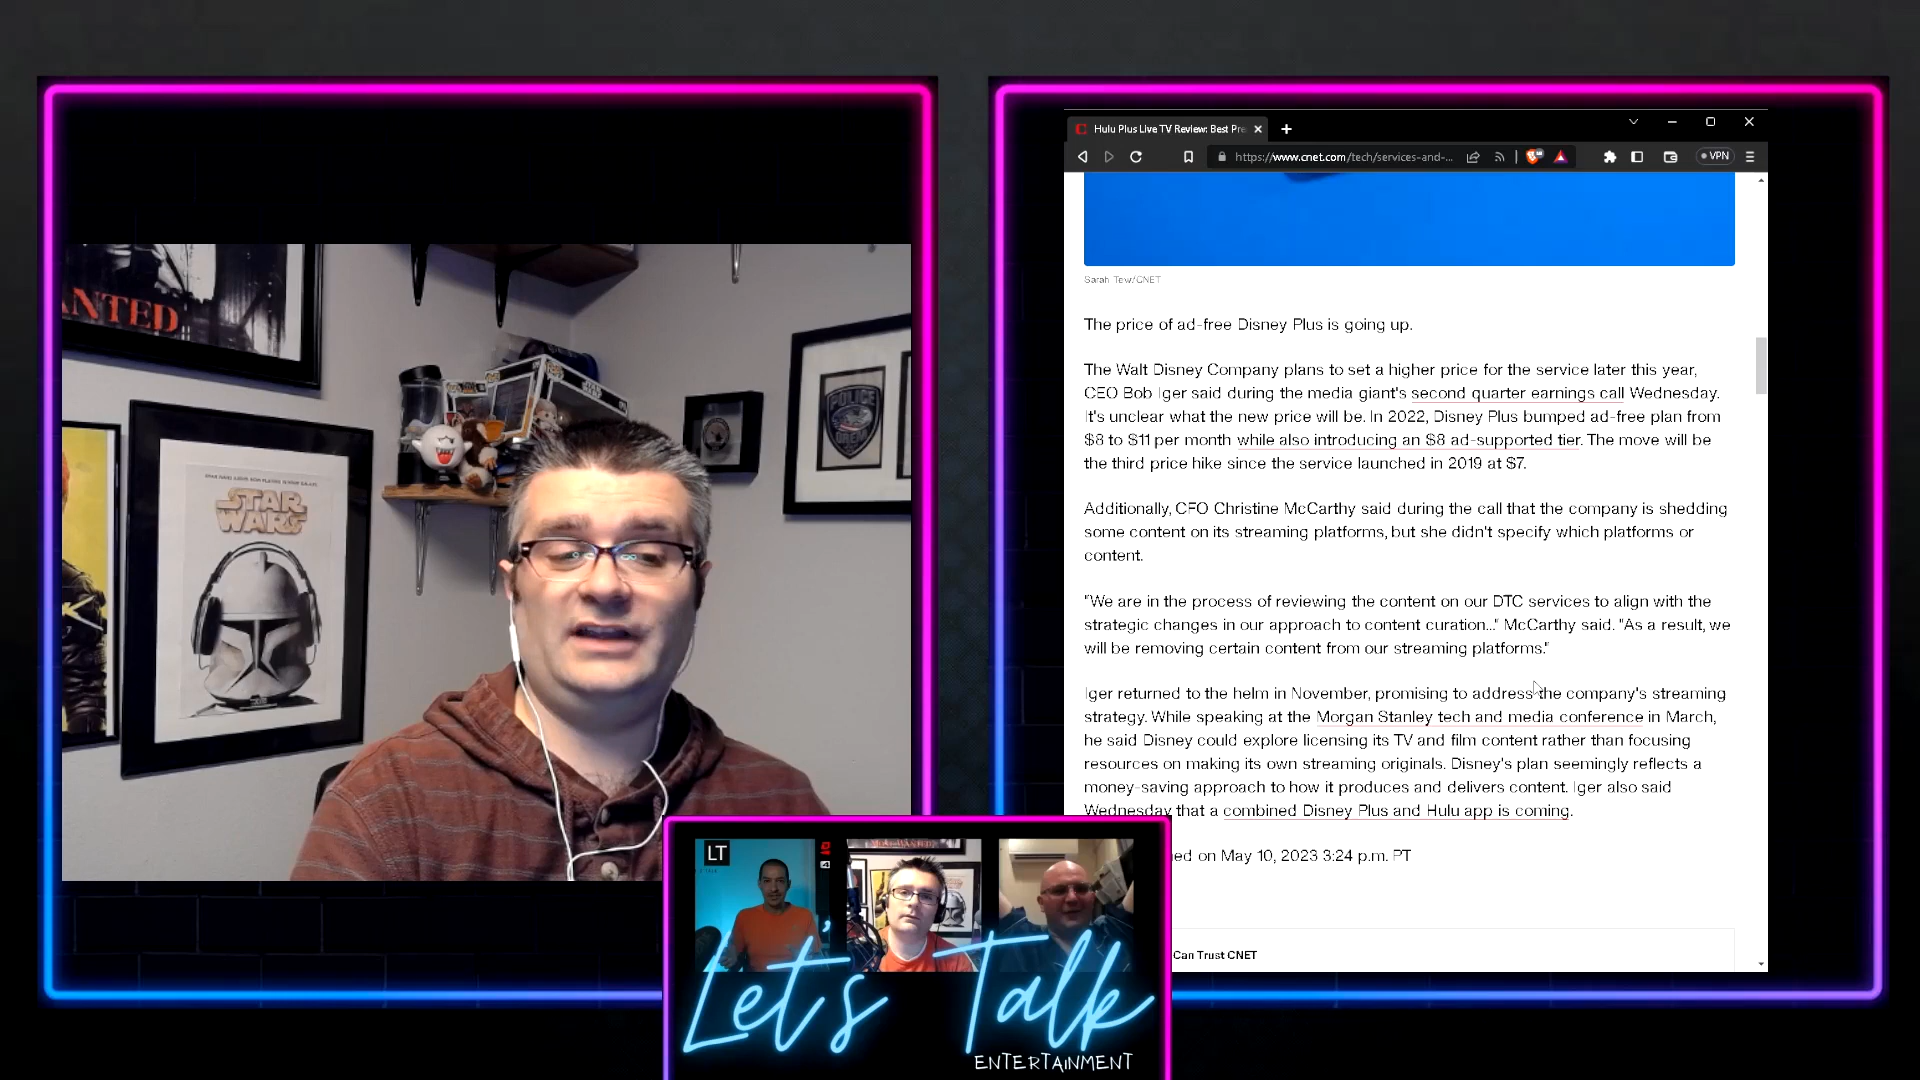 ANTED
STAR
WARS
POLICE
OREM
Hulu Plus Live TV Review: Best Pre
https://www.cnet.com/tech/services-and-...
VPN
Sarah Tew/CNET
The price of ad-free Disney Plus is going up.
The Walt Disney Company plans to set a higher price for the service later this year,
CEO Bob Iger said during the media giant's second quarter earnings call Wednesday.
It's unclear what the new price will be. In 2022, Disney Plus bumped ad-free plan from
$8 to $11 per month while also introducing an $8 ad-supported tier. The move will be
the third price hike since the service launched in 2019 at $7.
Additionally, CFO Christine McCarthy said during the call that the company is shedding
some content on its streaming platforms, but she didn't specify which platforms or
content.
"We are in the process of reviewing the content on our DTC services to align with the
strategic changes in our approach to content curation..." McCarthy said. "As a result, we
will be removing certain content from our streaming platforms."
Iger returned to the helm in November, promising to address the company's streaming
strategy. While speaking at the Morgan Stanley tech and media conference in March,
he said Disney could explore licensing its TV and film content rather than focusing
resources on making its own streaming originals. Disney's plan seemingly reflects a
money-saving approach to how it produces and delivers content. Iger also said
Wednesday that a combined Disney Plus and Hulu app is coming.
ed on May 10, 2023 3:24 p.m. PT
Can Trust CNET
LT
Let's Talk
ENTERTAINMENT